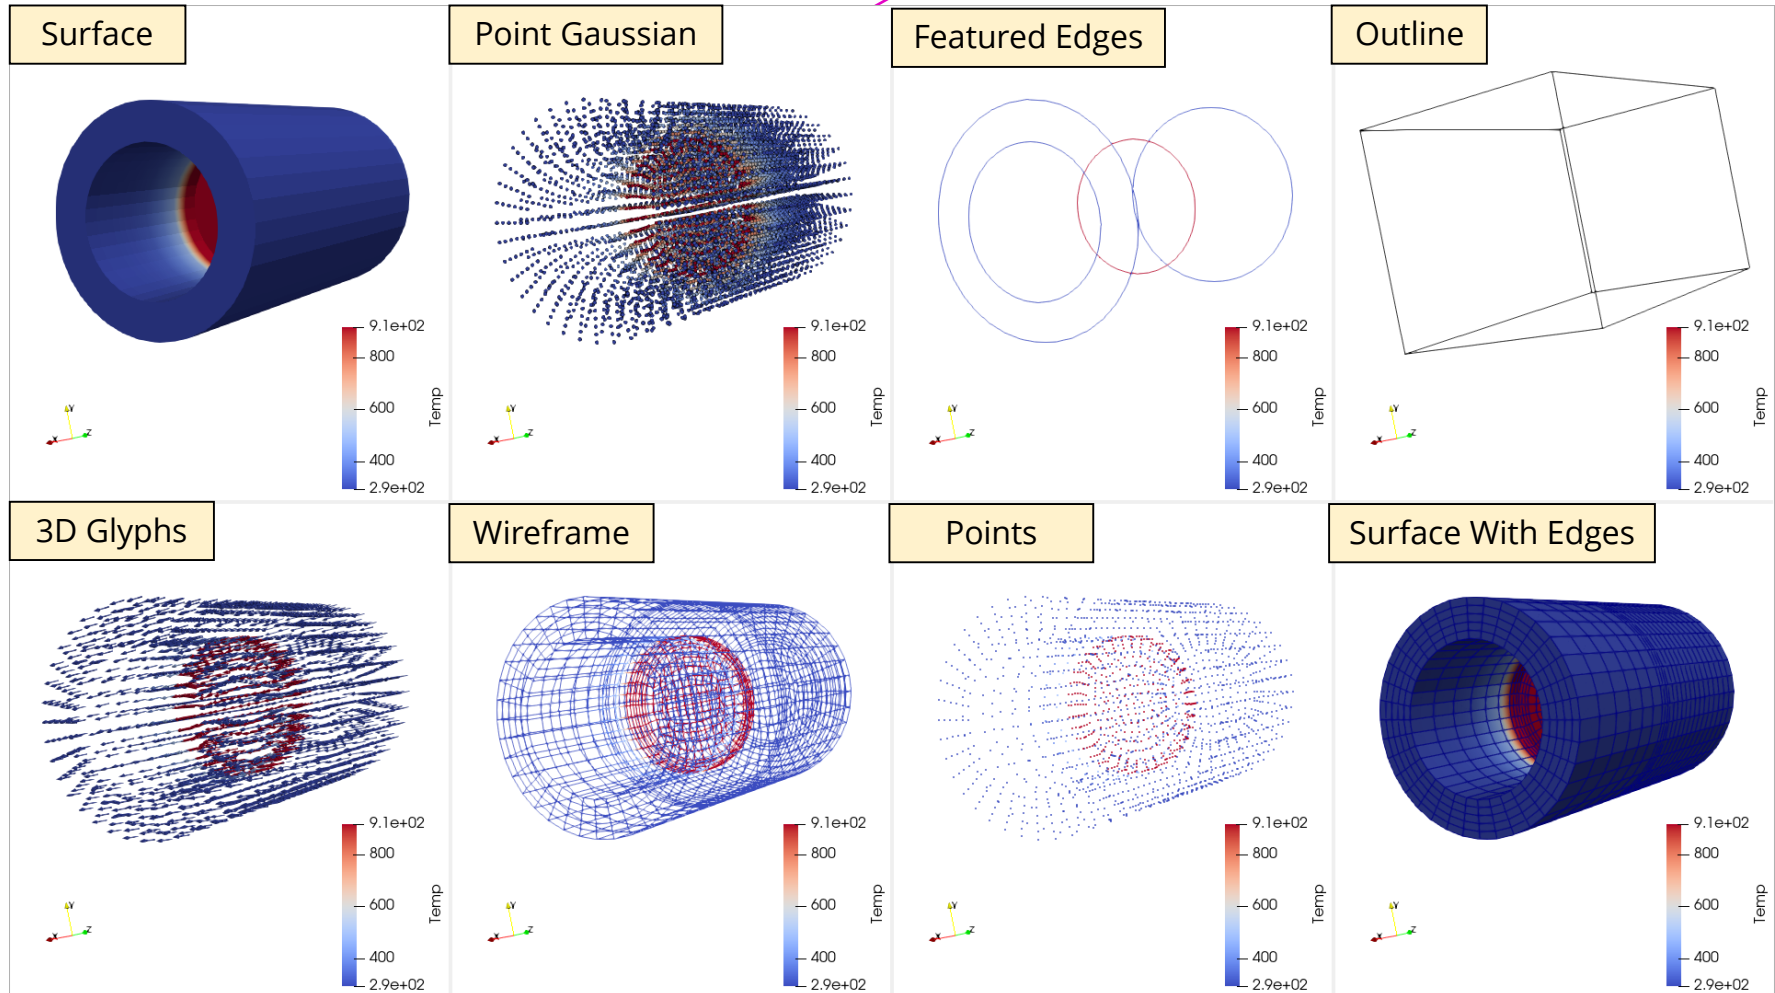 Surface
9.1e+02
800
600
400
2.9e+02
Temp
Y
X
Z
Point Gaussian
9.1e+02
800
600
400
2.9e+02
Temp
Y
X
Z
Featured Edges
9.1e+02
800
600
400
2.9e+02
Temp
Y
X
Z
Outline
9.1e+02
800
600
400
2.9e+02
Temp
Y
X
Z
3D Glyphs
9.1e+02
800
600
400
2.9e+02
Temp
Y
X
Z
Wireframe
9.1e+02
800
600
400
2.9e+02
Temp
Y
X
Z
Points
9.1e+02
800
600
400
2.9e+02
Temp
Y
X
Z
Surface With Edges
9.1e+02
800
600
400
2.9e+02
Temp
Y
X
Z